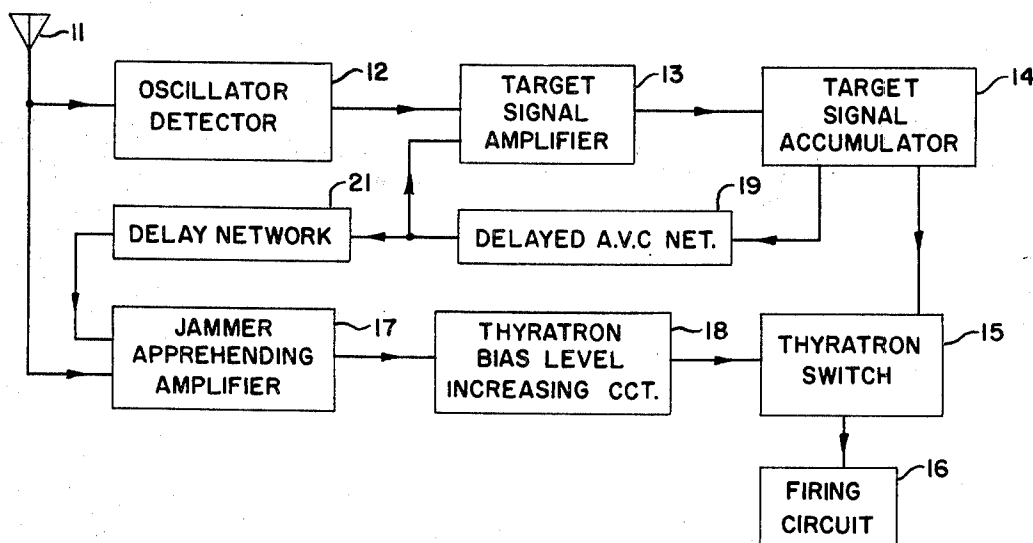 11
OSCILLATOR
DETECTOR
12
TARGET
SIGNAL
AMPLIFIER
13
TARGET
SIGNAL
ACCUMULATOR
14
DELAY NETWORK
21
DELAYED A.V.C NET.
19
JAMMER
APPREHENDING
AMPLIFIER
17
THYRATRON
BIAS LEVEL
INCREASING CCT.
18
THYRATRON
SWITCH
15
FIRING
CIRCUIT
16